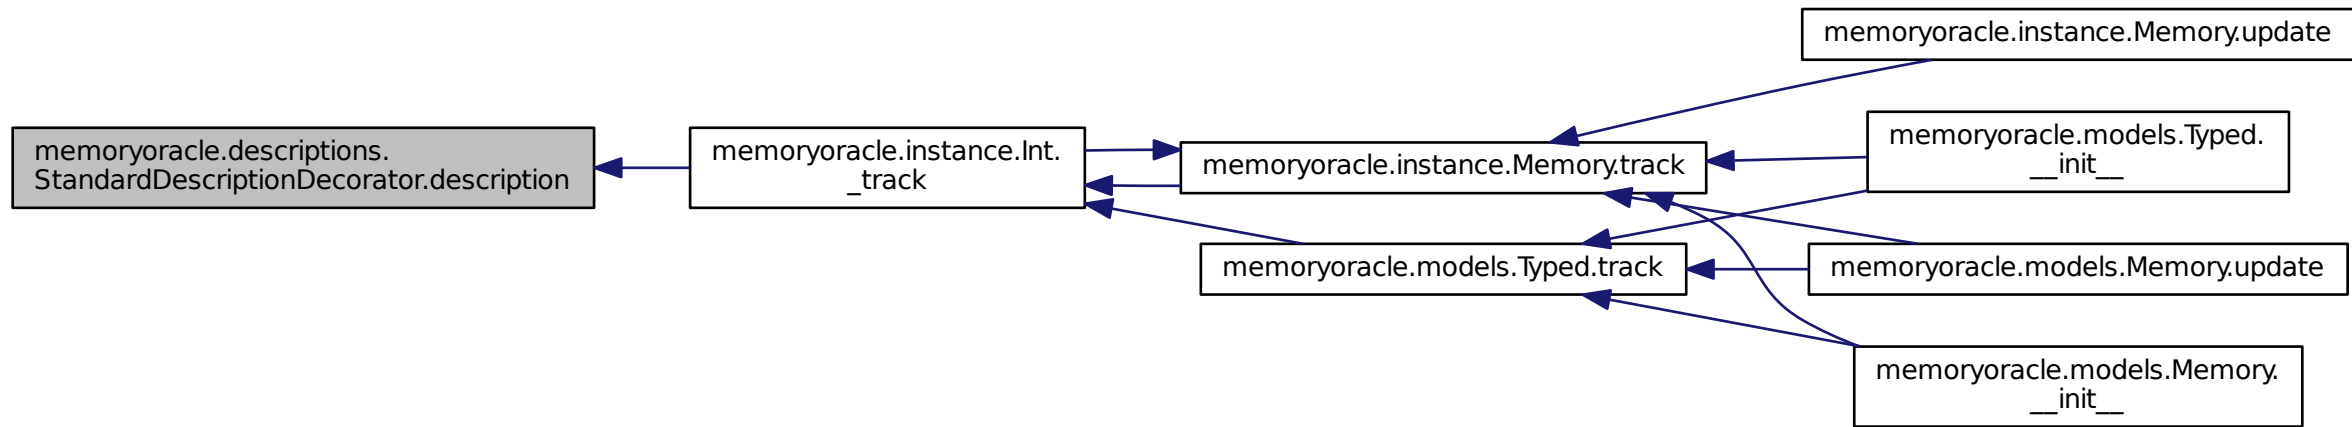 memoryoracle.descriptions.
StandardDescriptionDecorator.description
memoryoracle.instance.Int.
_track
memoryoracle.instance.Memory.track
memoryoracle.models.Typed.track
memoryoracle.instance.Memory.update
memoryoracle.models.Typed.
__init__
memoryoracle.models.Memory.update
memoryoracle.models.Memory.
__init__